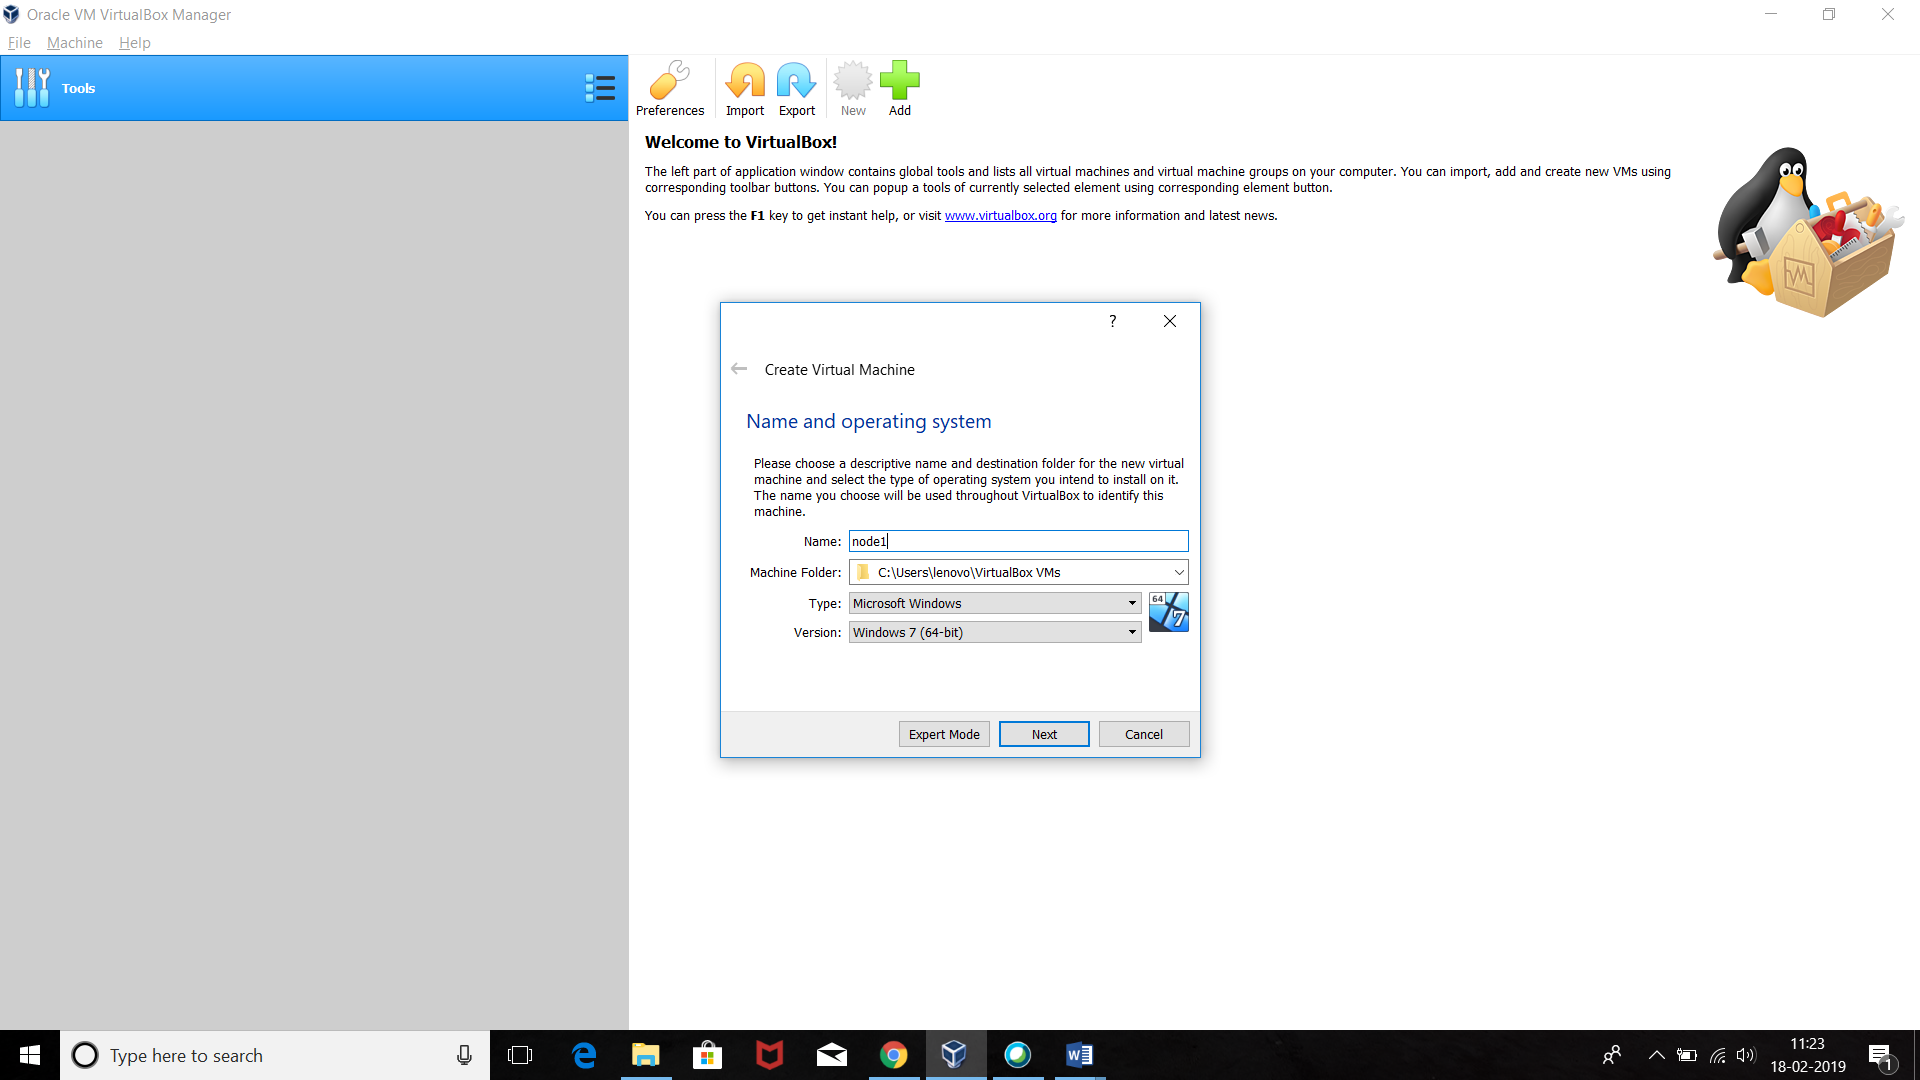 Oracle VM VirtualBox Manager
File Machine Help
Tools
Preferences Import Export New Add
Welcome to VirtualBox!
The left part of application window contains global tools and lists all virtual machines and virtual machine groups on your computer. You can import, add and create new VMs using
corresponding toolbar buttons. You can popup a tools of currently selected element using corresponding element button.
You can press the F1 key to get instant help, or visit www.virtualbox.org for more information and latest news.
?
Create Virtual Machine
Name and operating system
Please choose a descriptive name and destination folder for the new virtual
machine and select the type of operating system you intend to install on it.
The name you choose will be used throughout VirtualBox to identify this
machine.
Name: node1
Machine Folder: C:\Users\lenovo\VirtualBox VMs
Type: Microsoft Windows
64
7
Version: Windows 7 (64-bit)
Expert Mode Next Cancel
Type here to search
11:23
18-02-2019
1